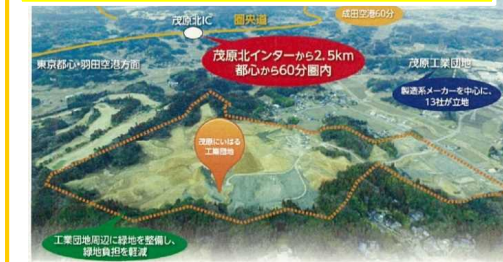 成田空港60分
茂原北IC
圏央道
東京都心・羽田空港方面
茂原北インターから2.5km
都心から60分圏内
茂原工業団地
製造系メーカーを中心に、
13社が立地
茂原にいはる
工業団地
工業団地周辺に緑地を整備し、
緑地負担を軽減